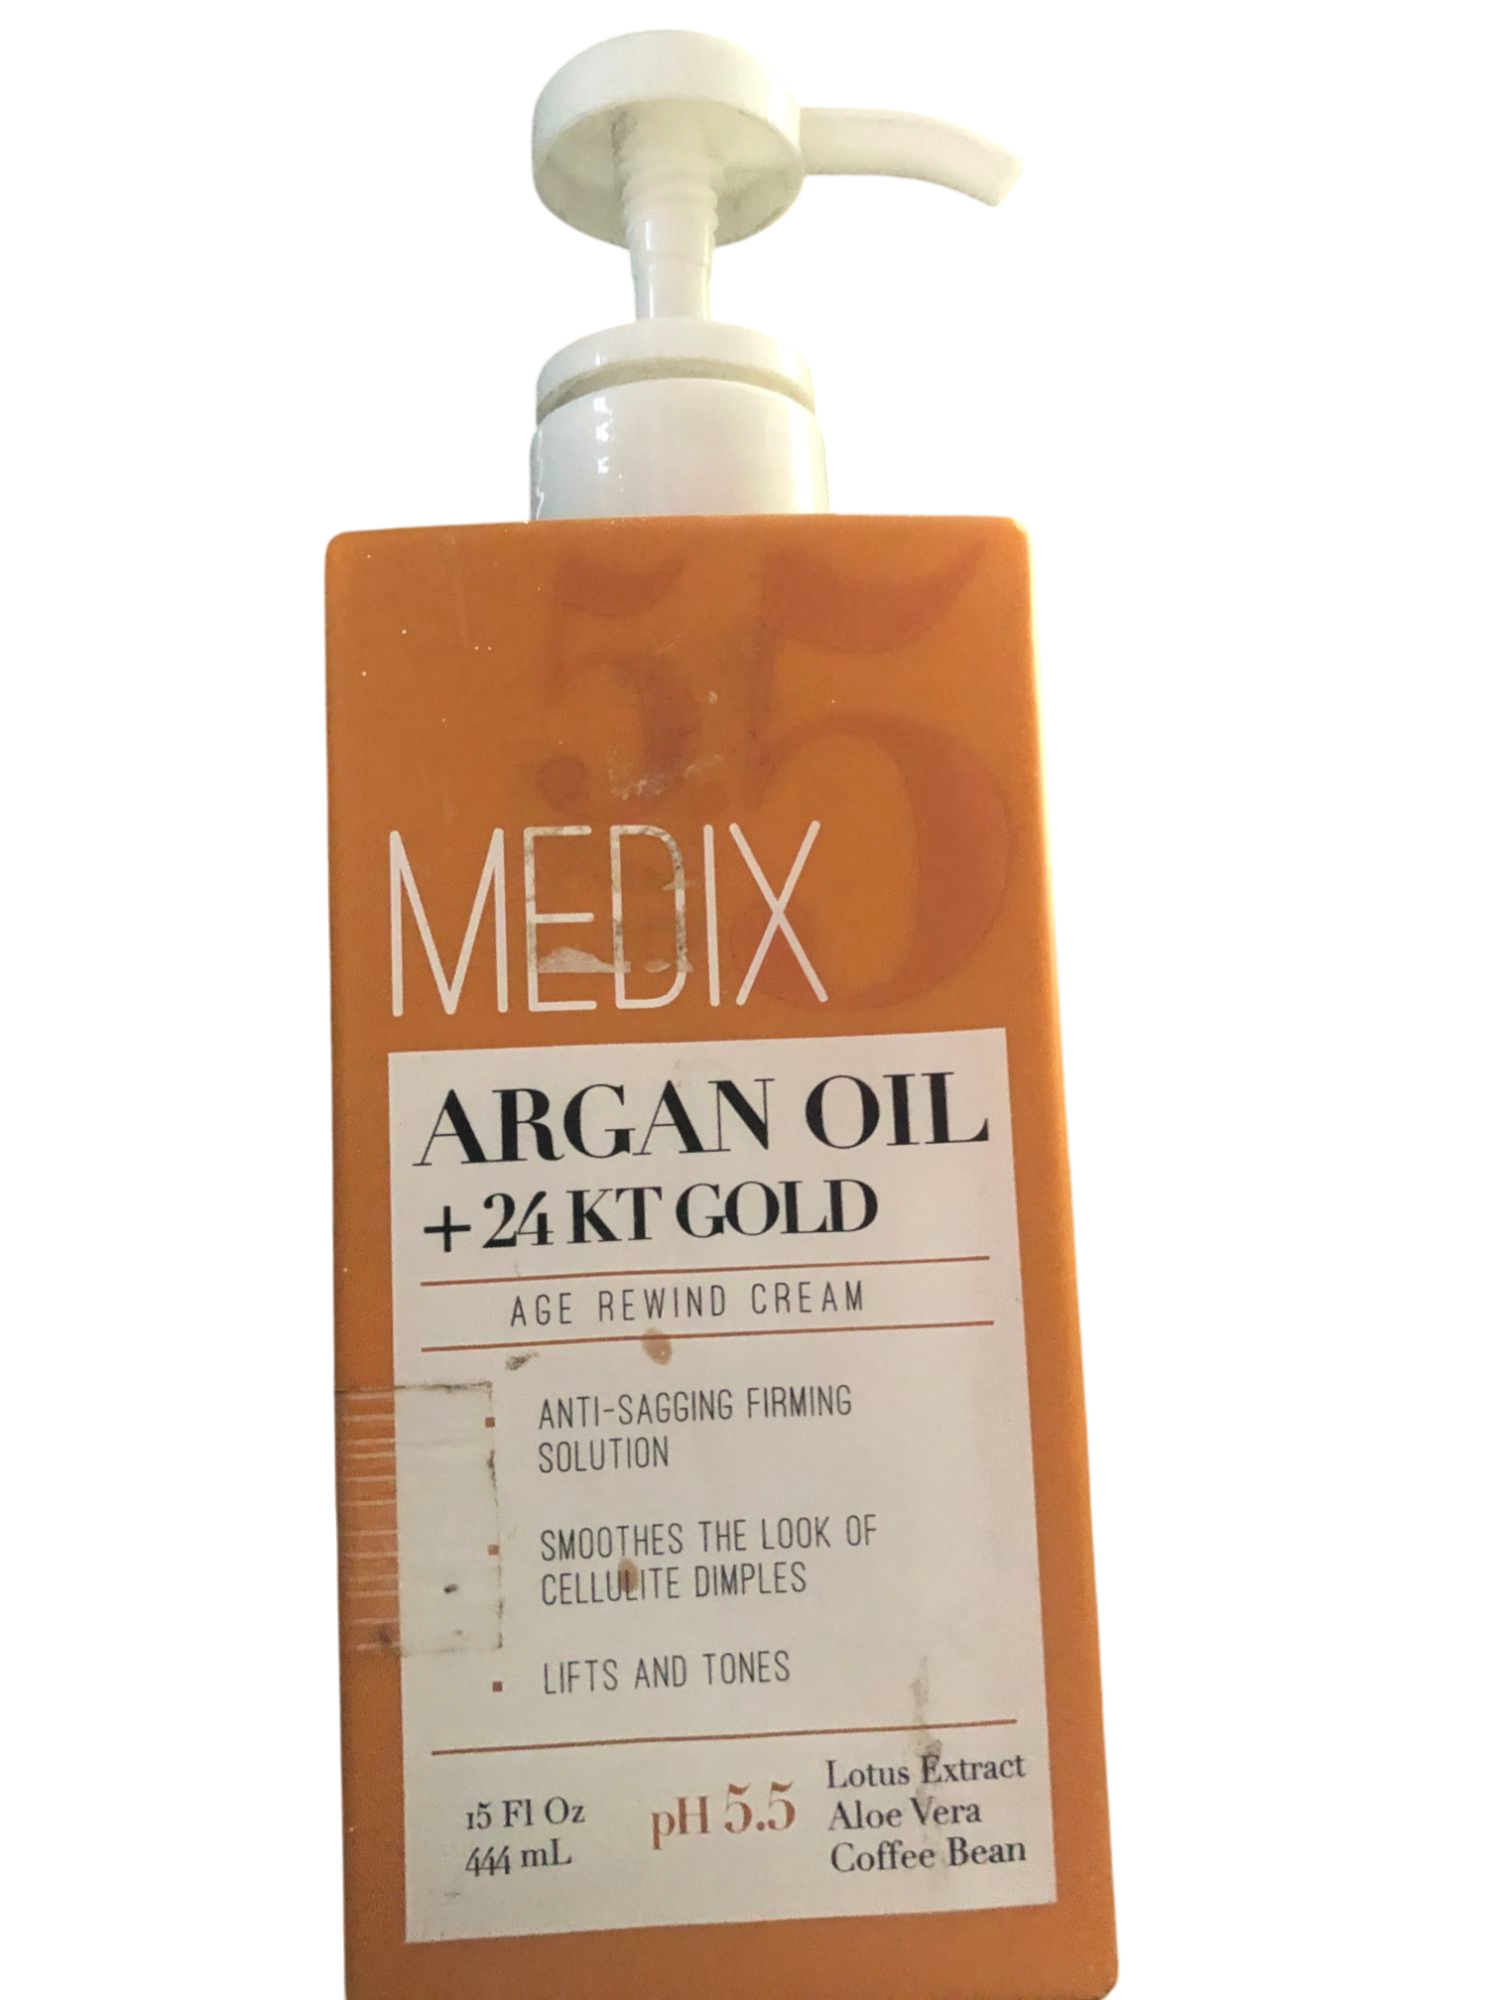 5.5
MEDIX
ARGAN OIL
+24 KT GOLD
AGE REWIND CREAM
▪ ANTI-SAGGING FIRMING
SOLUTION
▪ SMOOTHES THE LOOK OF
CELLULITE DIMPLES
▪ LIFTS AND TONES
15 Fl Oz
444 mL
pH 5.5
Lotus Extract
Aloe Vera
Coffee Bean